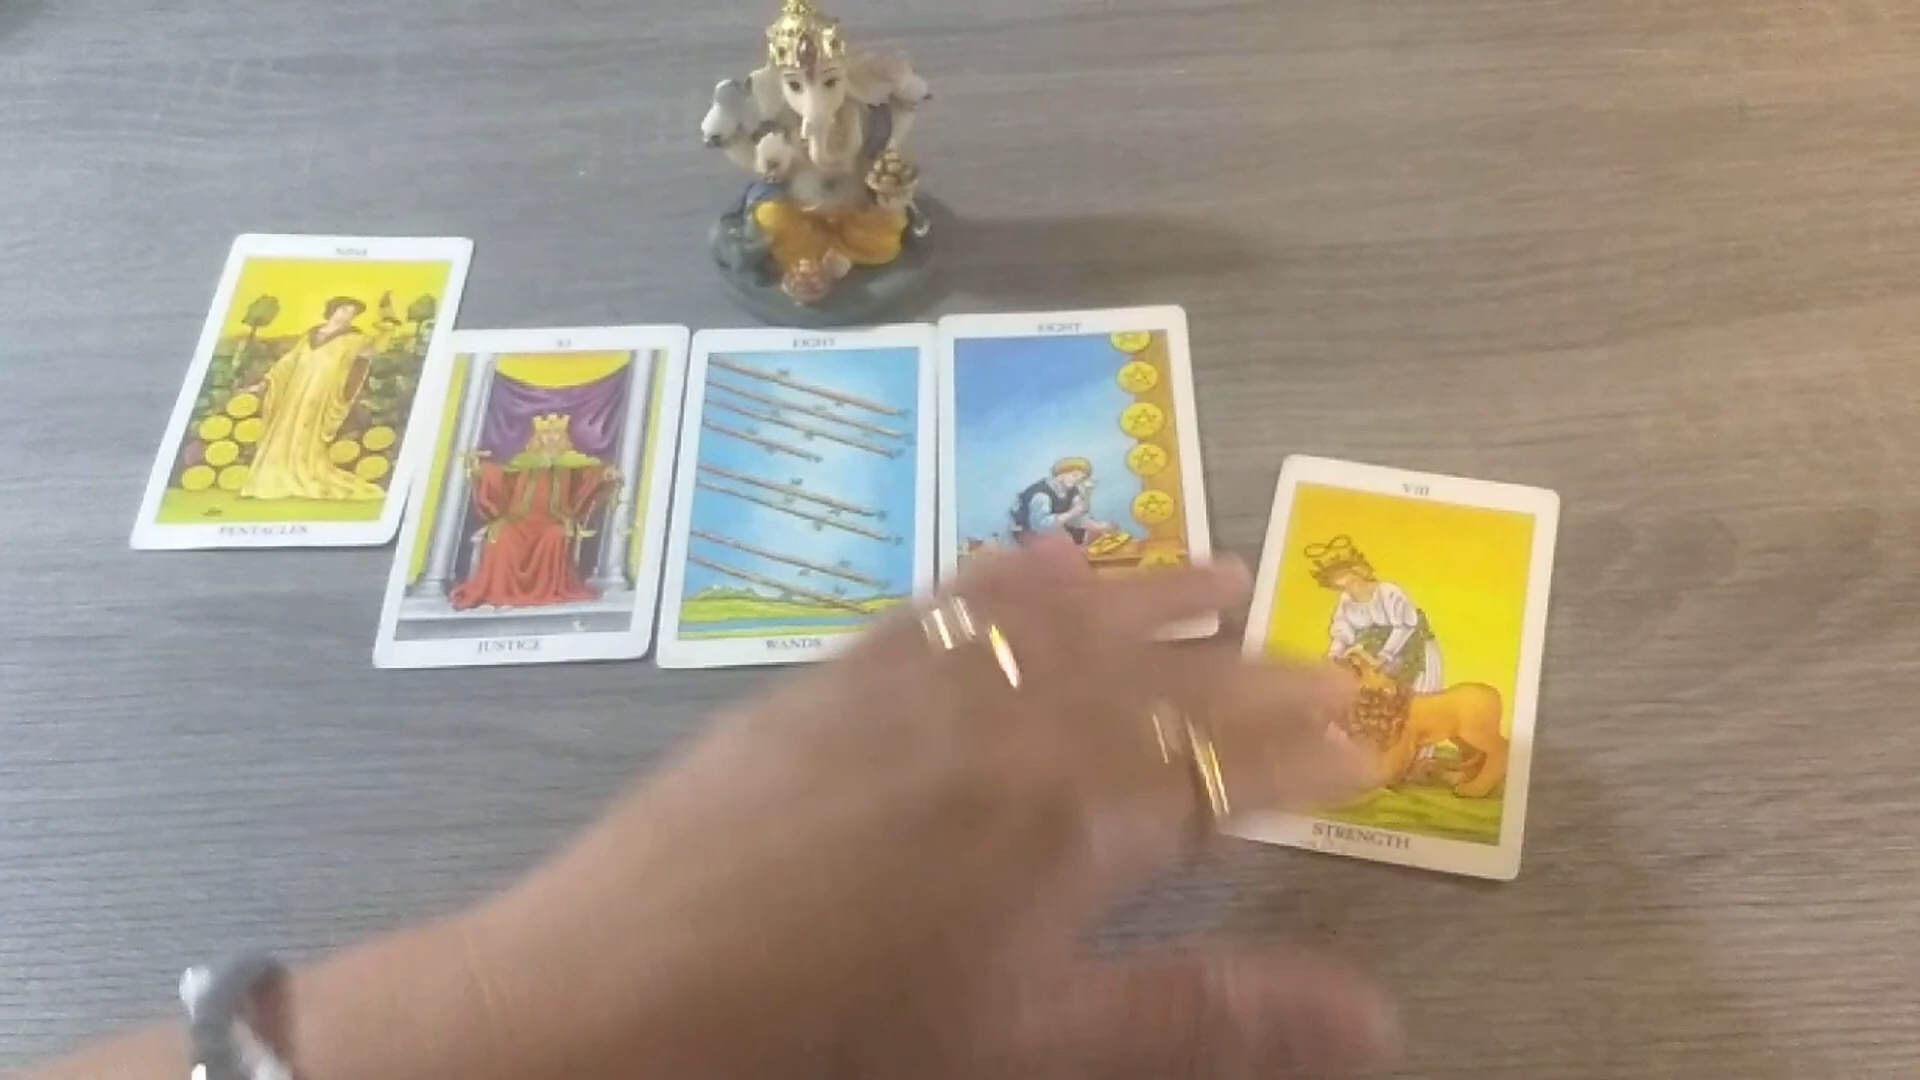 NINE
PENTACLES
XI
JUSTICE
EIGHT
WANDS
EIGHT
VIII
STRENGTH